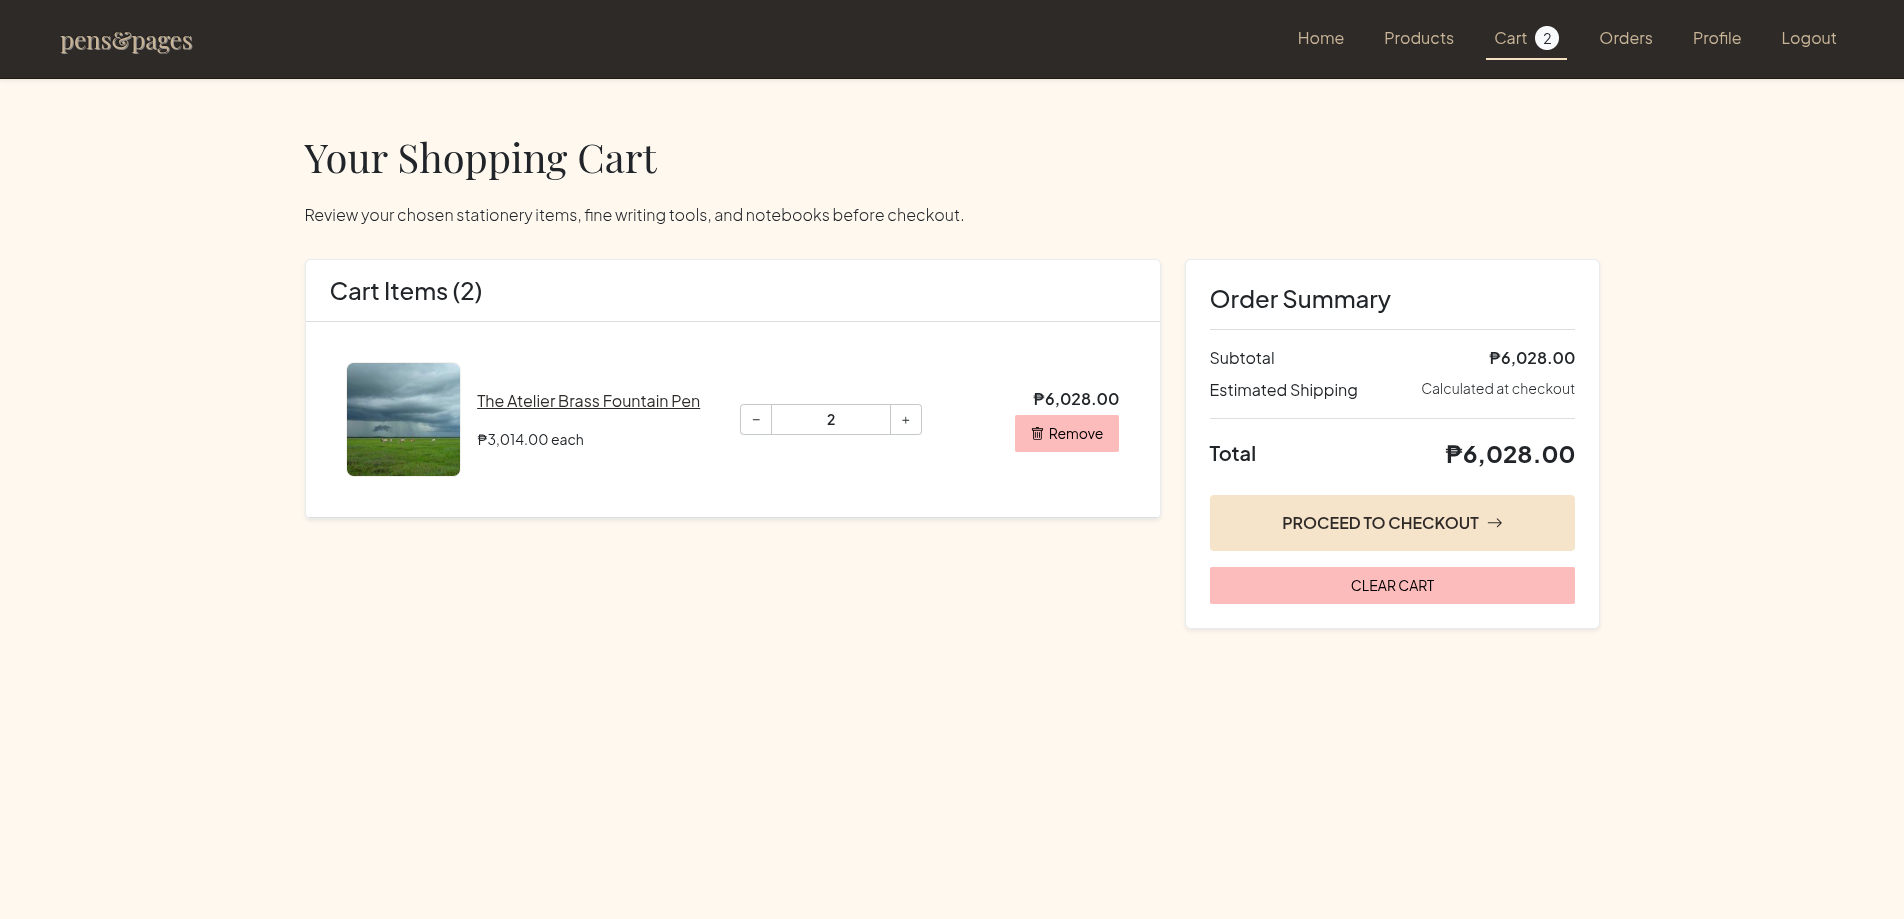 pens&pages
Home Products Cart 2 Orders Profile Logout
Your Shopping Cart
Review your chosen stationery items, fine writing tools, and notebooks before checkout.
Cart Items (2)
The Atelier Brass Fountain Pen
₱3,014.00 each
− 2 +
₱6,028.00
Remove
Order Summary
Subtotal ₱6,028.00
Estimated Shipping Calculated at checkout
Total ₱6,028.00
PROCEED TO CHECKOUT →
CLEAR CART